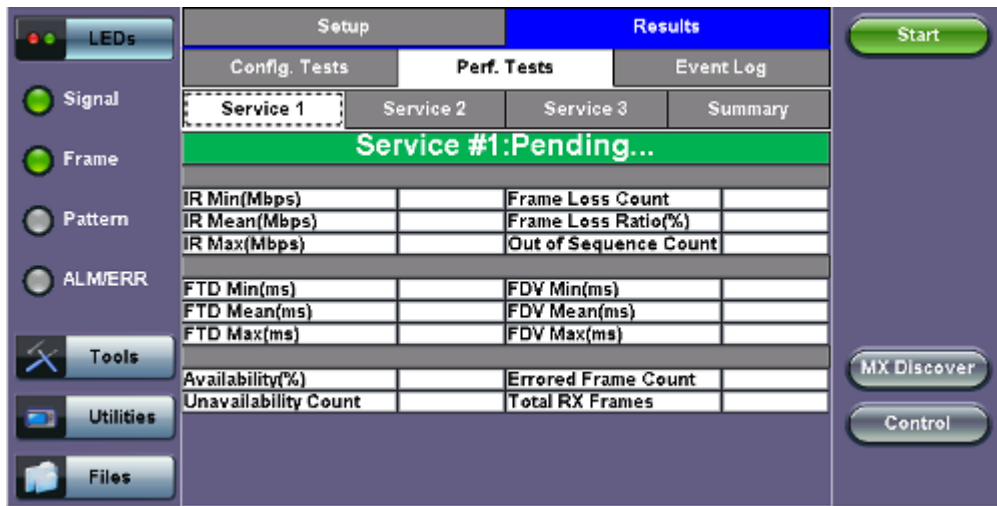 LEDs
Signal
Frame
Pattern
ALM/ERR
Tools
Utilities
Files
Setup Results
Config. Tests Perf. Tests Event Log
Service 1 Service 2 Service 3 Summary
Service #1:Pending...
IR Min(Mbps) Frame Loss Count
IR Mean(Mbps) Frame Loss Ratio(%)
IR Max(Mbps) Out of Sequence Count
FTD Min(ms) FDV Min(ms)
FTD Mean(ms) FDV Mean(ms)
FTD Max(ms) FDV Max(ms)
Availability(%) Errored Frame Count
Unavailability Count Total RX Frames
Start
MX Discover
Control